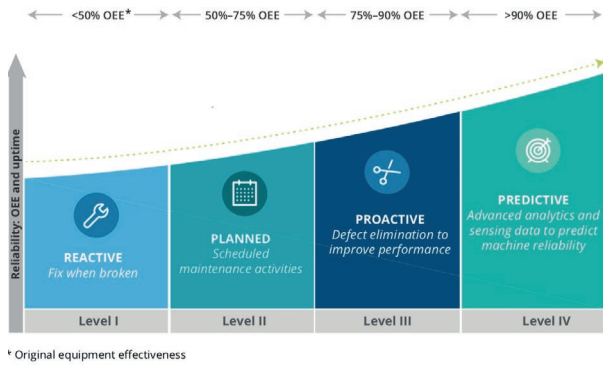 <50% OEE*
50%–75% OEE
75%–90% OEE
>90% OEE
Reliability: OEE and uptime
REACTIVE
Fix when broken
PLANNED
Scheduled
maintenance activities
PROACTIVE
Defect elimination to
improve performance
PREDICTIVE
Advanced analytics and
sensing data to predict
machine reliability
Level I
Level II
Level III
Level IV
* Original equipment effectiveness